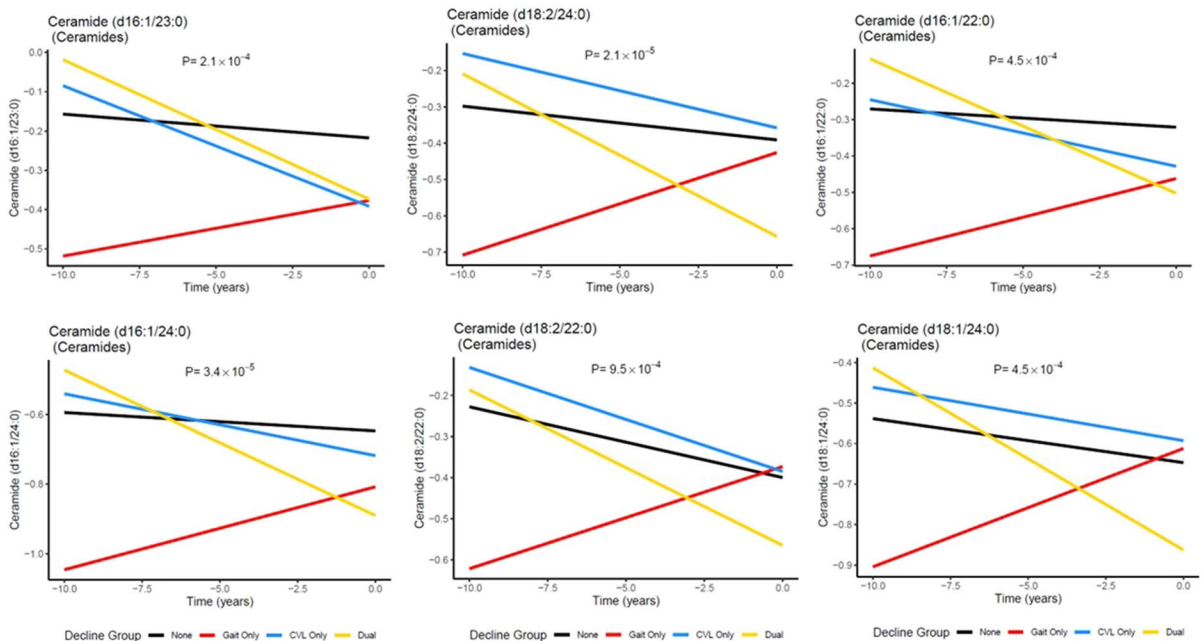 Ceramide (d16:1/23:0)
(Ceramides)
P= 2.1×10⁻⁴
Ceramide (d16:1/23:0)
0.0
−0.1
−0.2
−0.3
−0.4
−0.5
−10.0 −7.5 −5.0 −2.5 0.0
Time (years)
Ceramide (d18:2/24:0)
(Ceramides)
P= 2.1×10⁻⁵
Ceramide (d18:2/24:0)
−0.2
−0.3
−0.4
−0.5
−0.6
−0.7
−10.0 −7.5 −5.0 −2.5 0.0
Time (years)
Ceramide (d16:1/22:0)
(Ceramides)
P= 4.5×10⁻⁴
Ceramide (d16:1/22:0)
−0.2
−0.3
−0.4
−0.5
−0.6
−0.7
−10.0 −7.5 −5.0 −2.5 0.0
Time (years)
Ceramide (d16:1/24:0)
(Ceramides)
P= 3.4×10⁻⁵
Ceramide (d16:1/24:0)
−0.6
−0.8
−1.0
−10.0 −7.5 −5.0 −2.5 0.0
Time (years)
Ceramide (d18:2/22:0)
(Ceramides)
P= 9.5×10⁻⁴
Ceramide (d18:2/22:0)
−0.2
−0.3
−0.4
−0.5
−0.6
−10.0 −7.5 −5.0 −2.5 0.0
Time (years)
Ceramide (d18:1/24:0)
(Ceramides)
P= 4.5×10⁻⁴
Ceramide (d18:1/24:0)
−0.4
−0.5
−0.6
−0.7
−0.8
−0.9
−10.0 −7.5 −5.0 −2.5 0.0
Time (years)
Decline Group None Gait Only CVL Only Dual
Decline Group None Gait Only CVL Only Dual
Decline Group None Gait Only CVL Only Dual